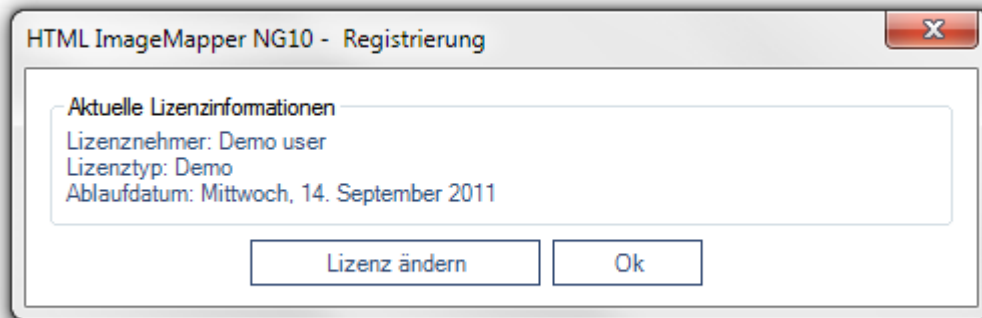 HTML ImageMapper NG10 - Registrierung
Aktuelle Lizenzinformationen
Lizenznehmer: Demo user
Lizenztyp: Demo
Ablaufdatum: Mittwoch, 14. September 2011
Lizenz ändern
Ok